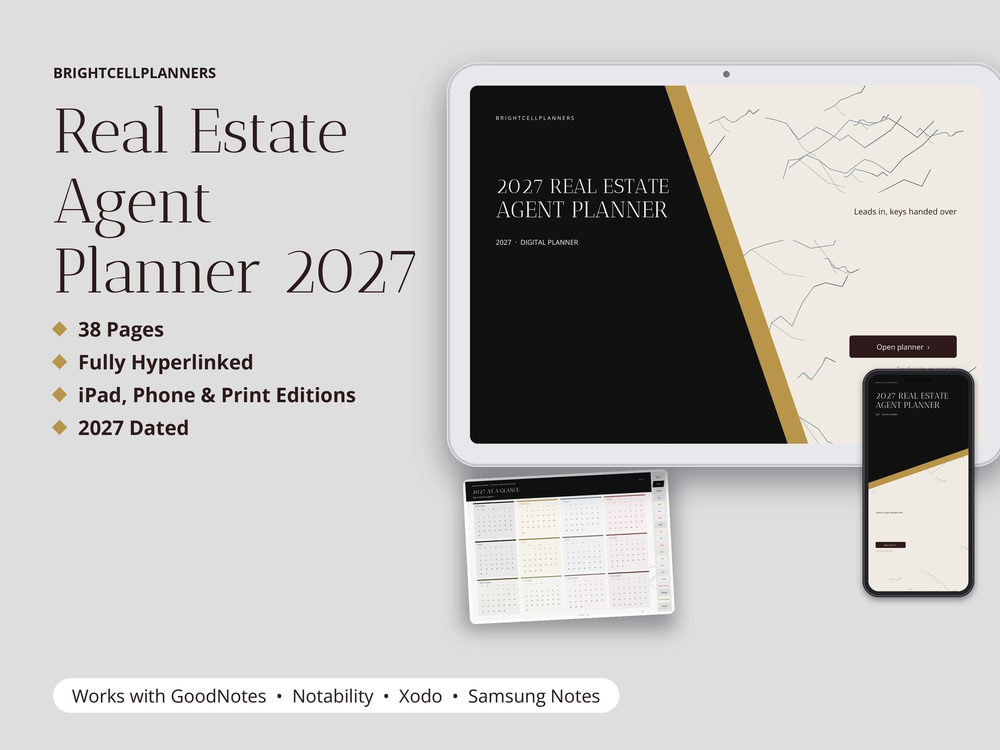 BRIGHTCELLPLANNERS
Real Estate
Agent
Planner 2027
38 Pages
Fully Hyperlinked
iPad, Phone & Print Editions
2027 Dated
BRIGHTCELLPLANNERS
2027 REAL ESTATE
AGENT PLANNER
2027 · DIGITAL PLANNER
Leads in, keys handed over
Open planner ›
2027 REAL ESTATE
AGENT PLANNER
2027 AT A GLANCE
Works with GoodNotes • Notability • Xodo • Samsung Notes